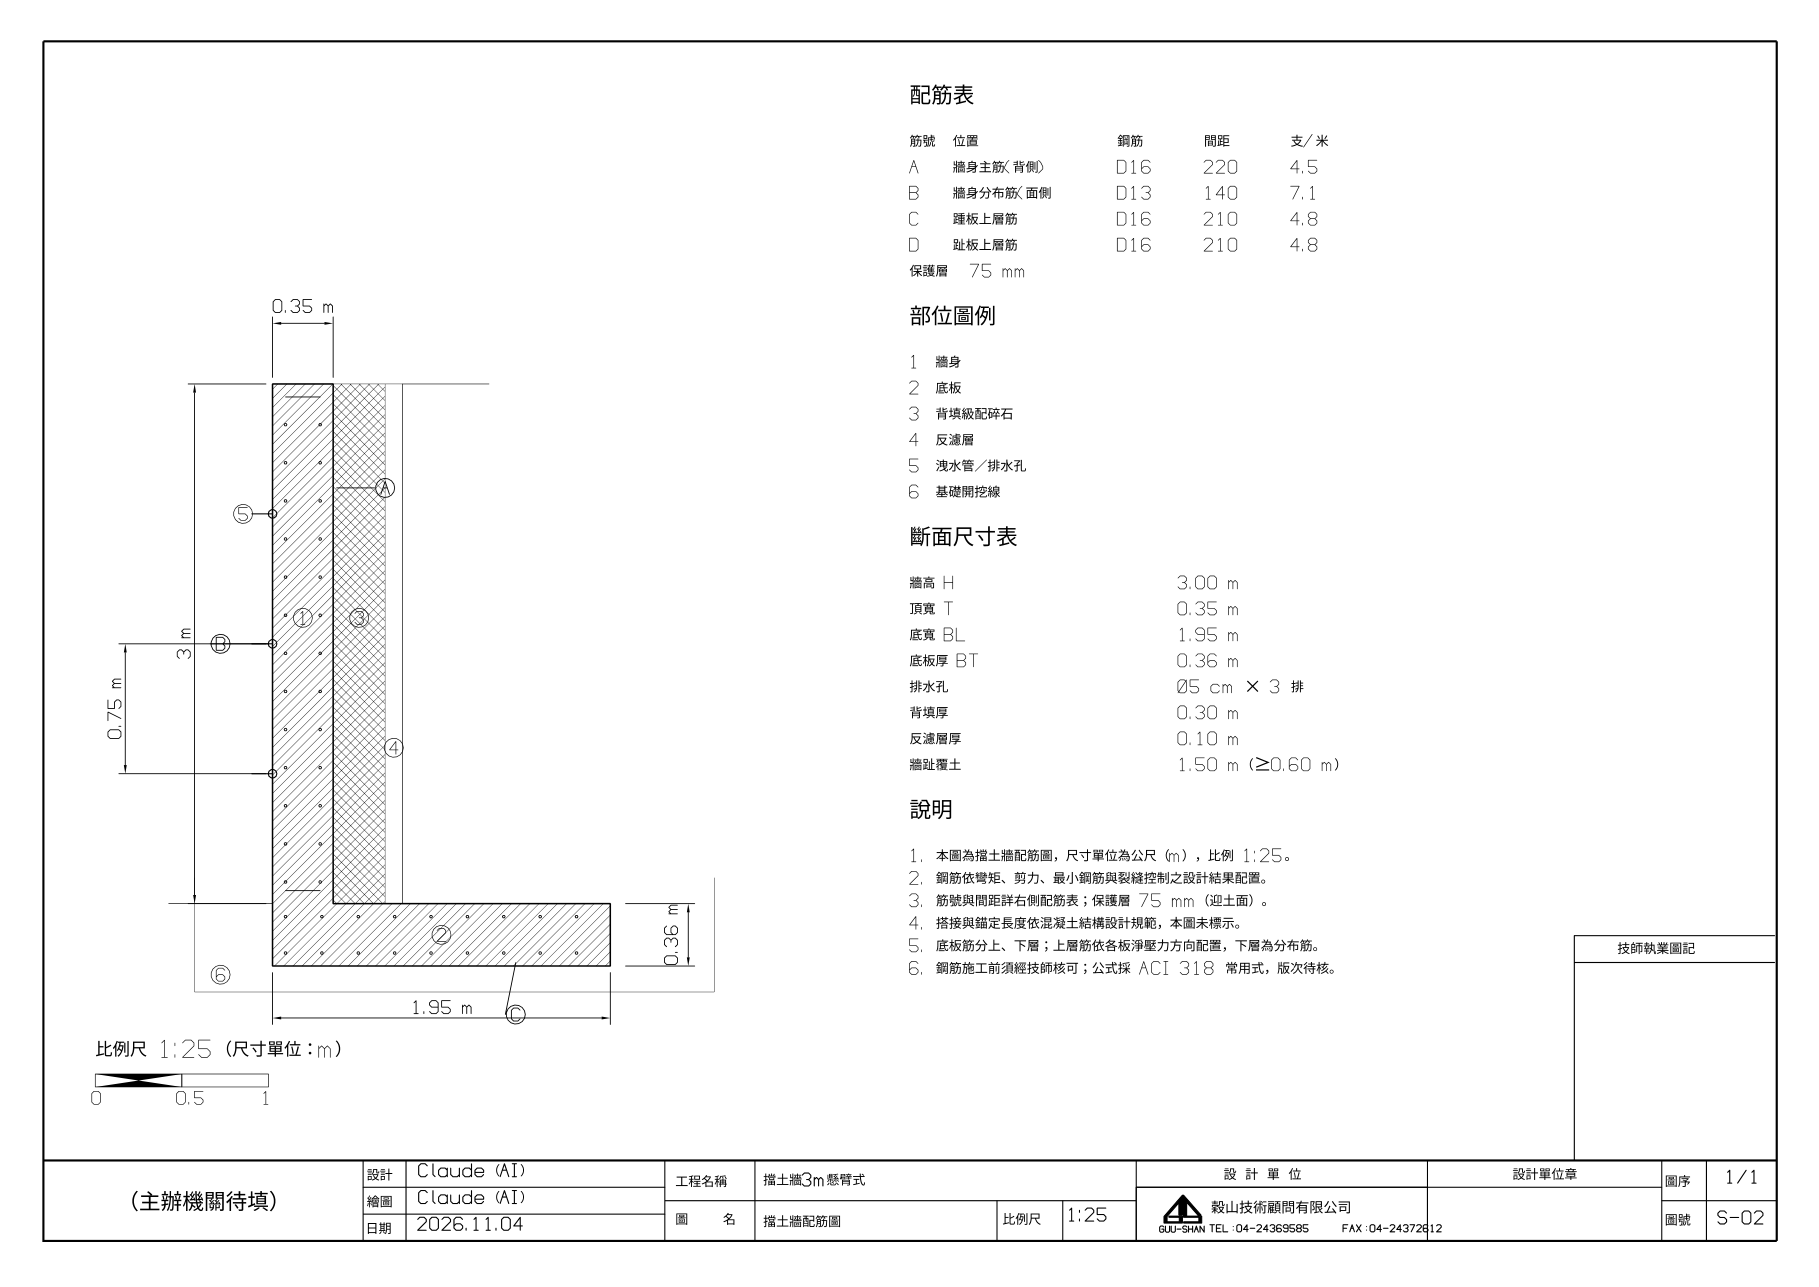 配筋表
筋號 位置 鋼筋 間距 支/米
A 牆身主筋(背側) D16 220 4.5
B 牆身分布筋(面側 D13 140 7.1
C 踵板上層筋 D16 210 4.8
D 趾板上層筋 D16 210 4.8
保護層 75 mm
部位圖例
1 牆身
2 底板
3 背填級配碎石
4 反濾層
5 洩水管／排水孔
6 基礎開挖線
斷面尺寸表
牆高 H 3.00 m
頂寬 T 0.35 m
底寬 BL 1.95 m
底板厚 BT 0.36 m
排水孔 Ø5 cm × 3 排
背填厚 0.30 m
反濾層厚 0.10 m
牆趾覆土 1.50 m (≥0.60 m)
說明
1. 本圖為擋土牆配筋圖，尺寸單位為公尺（m），比例 1:25。
2. 鋼筋依彎矩、剪力、最小鋼筋與裂縫控制之設計結果配置。
3. 筋號與間距詳右側配筋表；保護層 75 mm（迎土面）。
4. 搭接與錨定長度依混凝土結構設計規範，本圖未標示。
5. 底板筋分上、下層；上層筋依各板淨壓力方向配置，下層為分布筋。
6. 鋼筋施工前須經技師核可；公式採 ACI 318 常用式，版次待核。
0.35 m
A
5
1
3
B
3 m
0.75 m
4
2
0.36 m
6
1.95 m
C
比例尺 1:25（尺寸單位：m）
0 0.5 1
技師執業圖記
（主辦機關待填）
設計 Claude (AI)
繪圖 Claude (AI)
日期 2026.11.04
工程名稱 擋土牆3m懸臂式
圖名 擋土牆配筋圖
比例尺 1:25
設計單位
穀山技術顧問有限公司
GUU-SHAN TEL:04-24369585 FAX:04-24372612
設計單位章
圖序 1/1
圖號 S-02